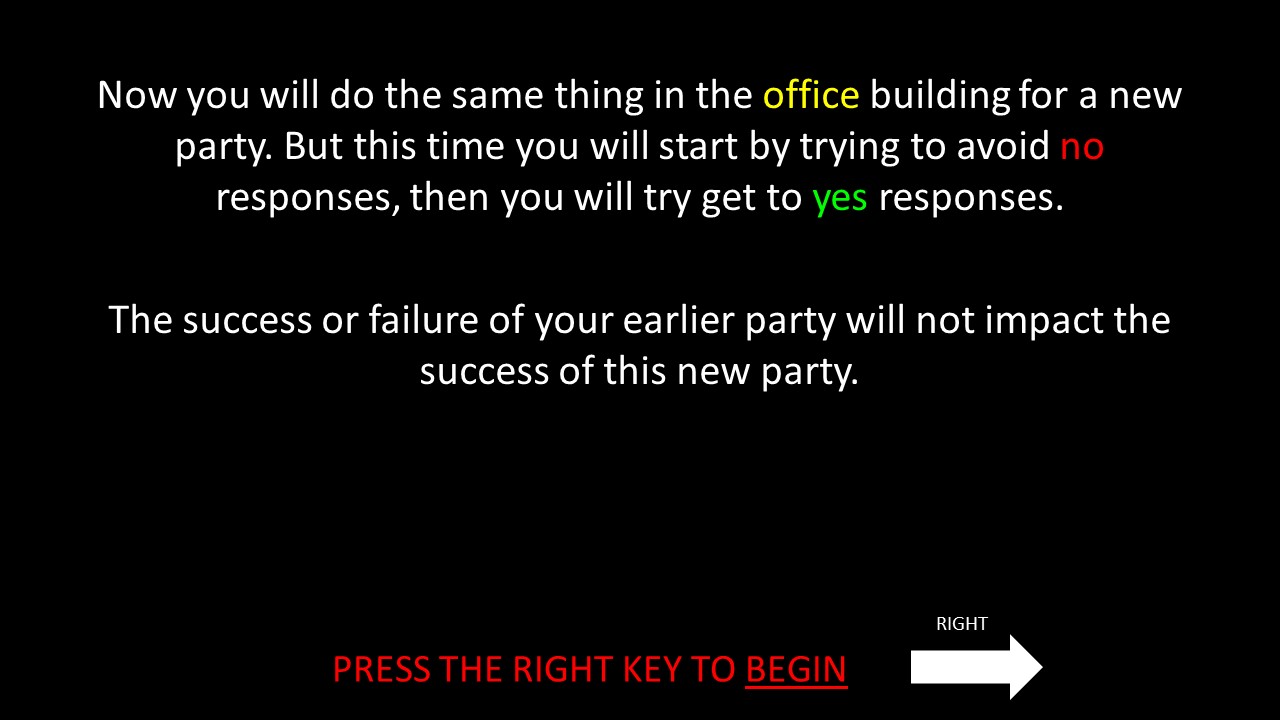 Now you will do the same thing in the office building for a new
party. But this time you will start by trying to avoid no
responses, then you will try get to yes responses.
The success or failure of your earlier party will not impact the
success of this new party.
RIGHT
PRESS THE RIGHT KEY TO BEGIN